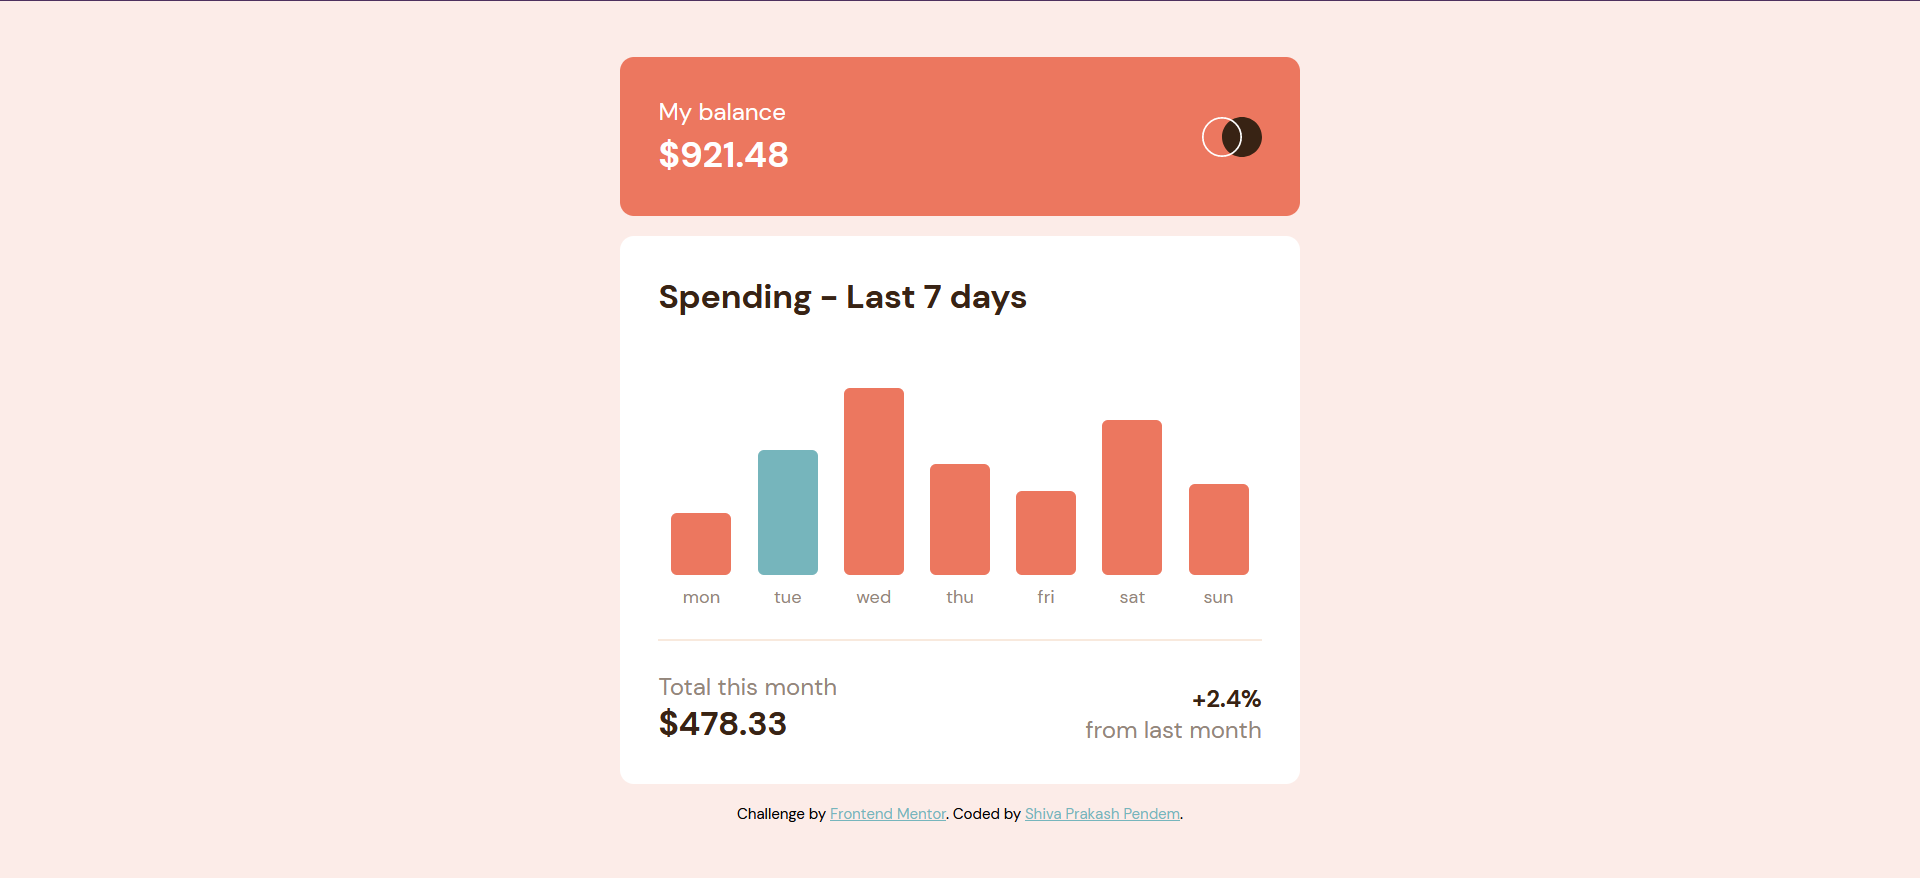 My balance
$921.48
Spending - Last 7 days
mon tue wed thu fri sat sun
Total this month
$478.33
+2.4%
from last month
Challenge by Frontend Mentor. Coded by Shiva Prakash Pendem.